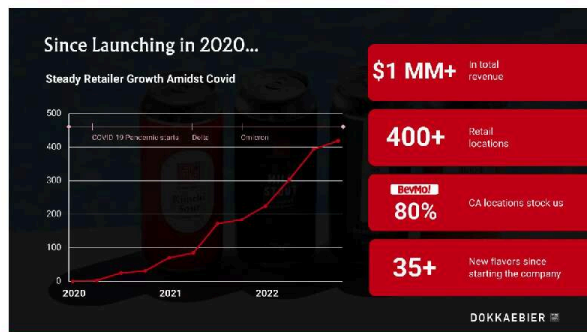 Since Launching in 2020...
Steady Retailer Growth Amidst Covid
500
400
300
200
100
0
COVID 19 Pandemic starts
Delta
Omicron
2020
2021
2022
$1 MM+
In total
revenue
400+
Retail
locations
BevMo!
80%
CA locations stock us
35+
New flavors since
starting the company
DOKKAEBIER